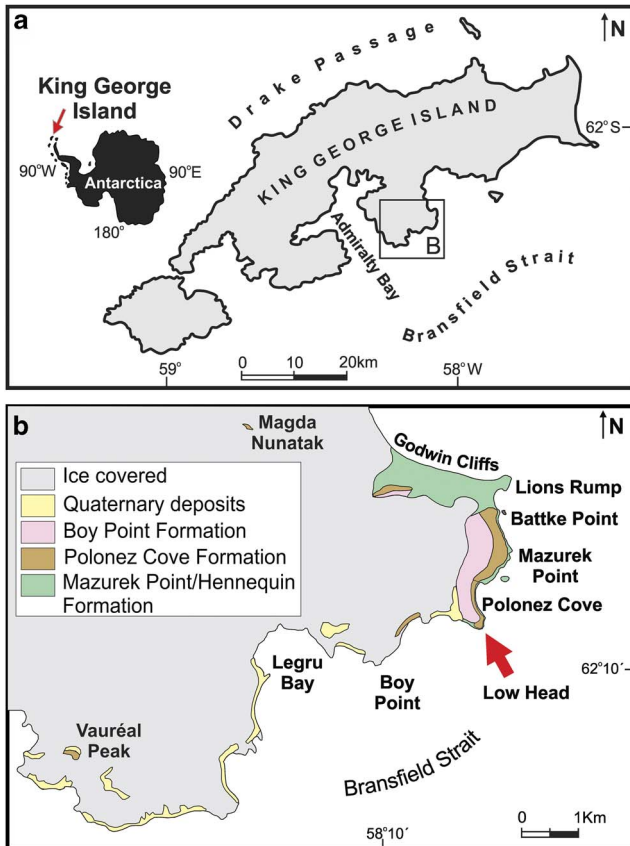 a
N
Drake Passage
King George
Island
KING GEORGE ISLAND
62°S
90°W
Antarctica
90°E
180°
Admiralty Bay
B
Bransfield Strait
0 10 20km
59°
58°W
b
N
Magda
Nunatak
Godwin Cliffs
Ice covered
Quaternary deposits
Boy Point Formation
Polonez Cove Formation
Mazurek Point/Hennequin
Formation
Lions Rump
Battke Point
Mazurek
Point
Polonez Cove
62°10'
Legru
Bay
Boy
Point
Low Head
Vauréal
Peak
Bransfield Strait
0 1Km
58°10'